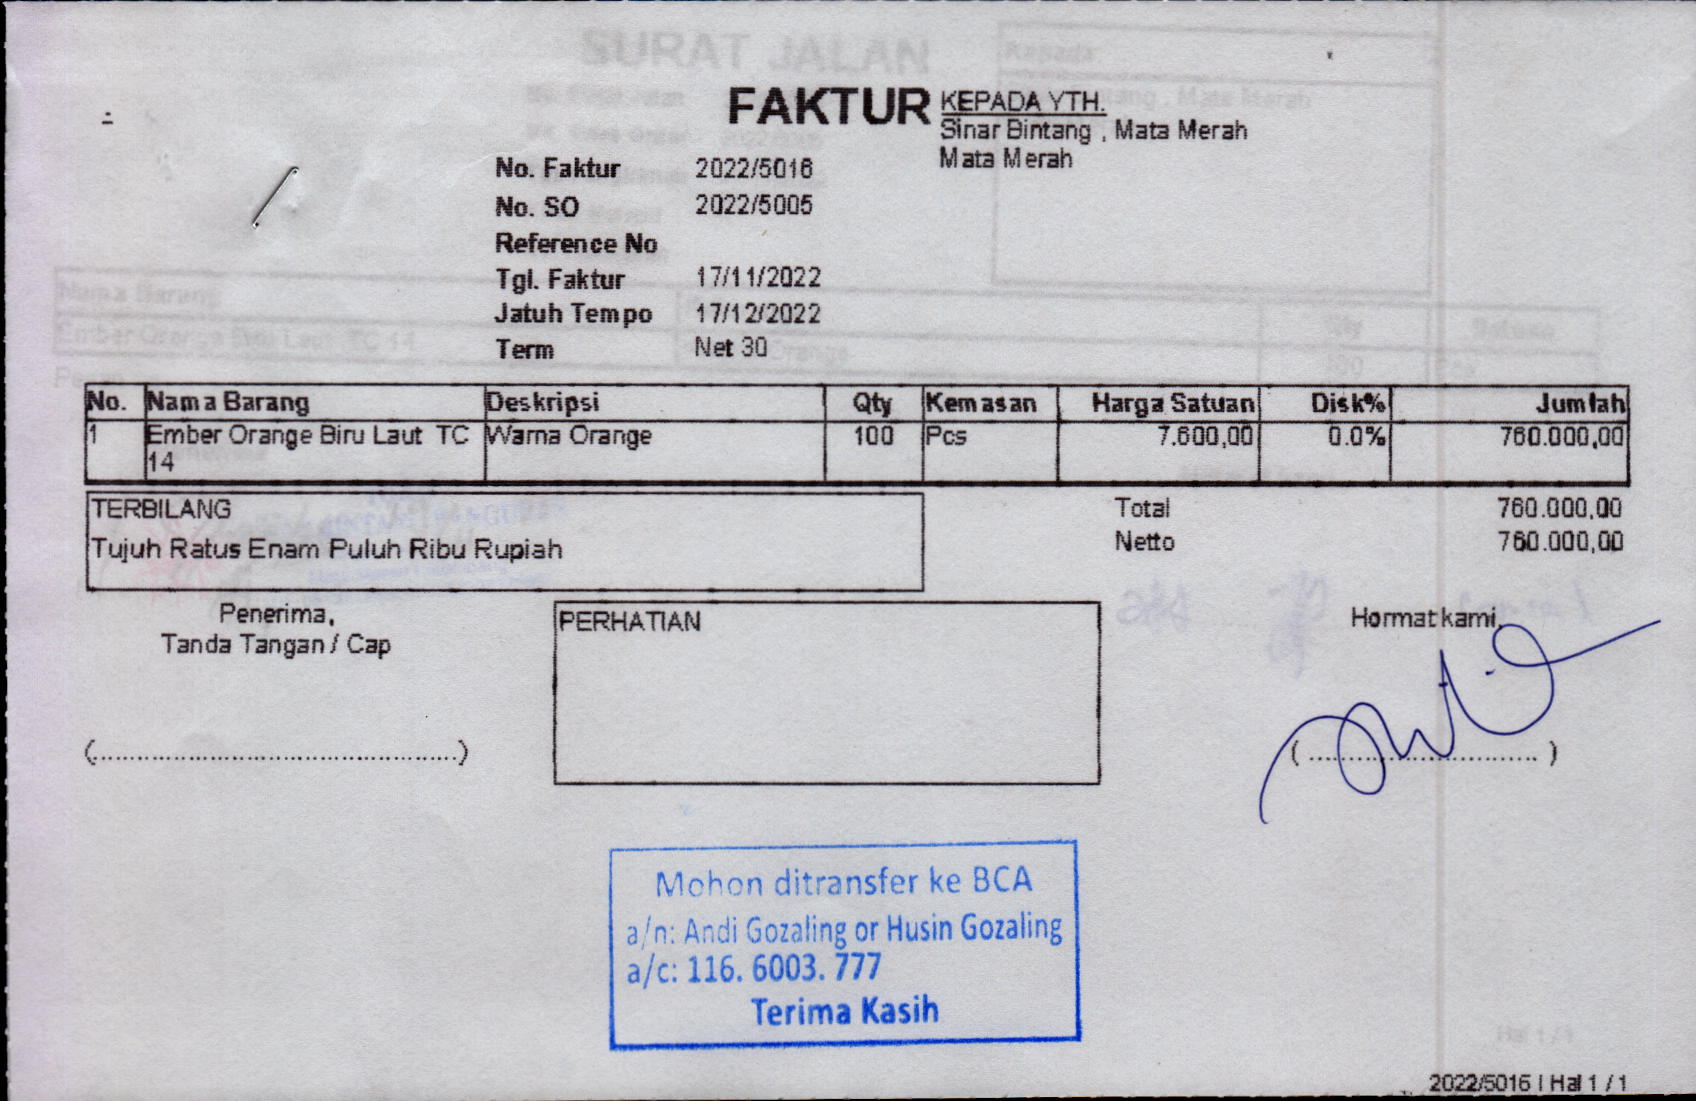 FAKTUR
KEPADA YTH.
Sinar Bintang , Mata Merah
Mata Merah
No. Faktur 2022/5016
No. SO 2022/5005
Reference No
Tgl. Faktur 17/11/2022
Jatuh Tempo 17/12/2022
Term Net 30
No. Nama Barang Deskripsi Qty Kemasan Harga Satuan Disk% Jumlah
1 Ember Orange Biru Laut TC Warna Orange 100 Pcs 7.600,00 0.0% 760.000,00
14
TERBILANG Total 760.000,00
Tujuh Ratus Enam Puluh Ribu Rupiah Netto 760.000,00
Penerima,
Tanda Tangan / Cap
PERHATIAN
Hormat kami,
(................................................)
(.............................. )
Mohon ditransfer ke BCA
a/n: Andi Gozaling or Husin Gozaling
a/c: 116. 6003. 777
Terima Kasih
2022/5016 | Hal 1 / 1